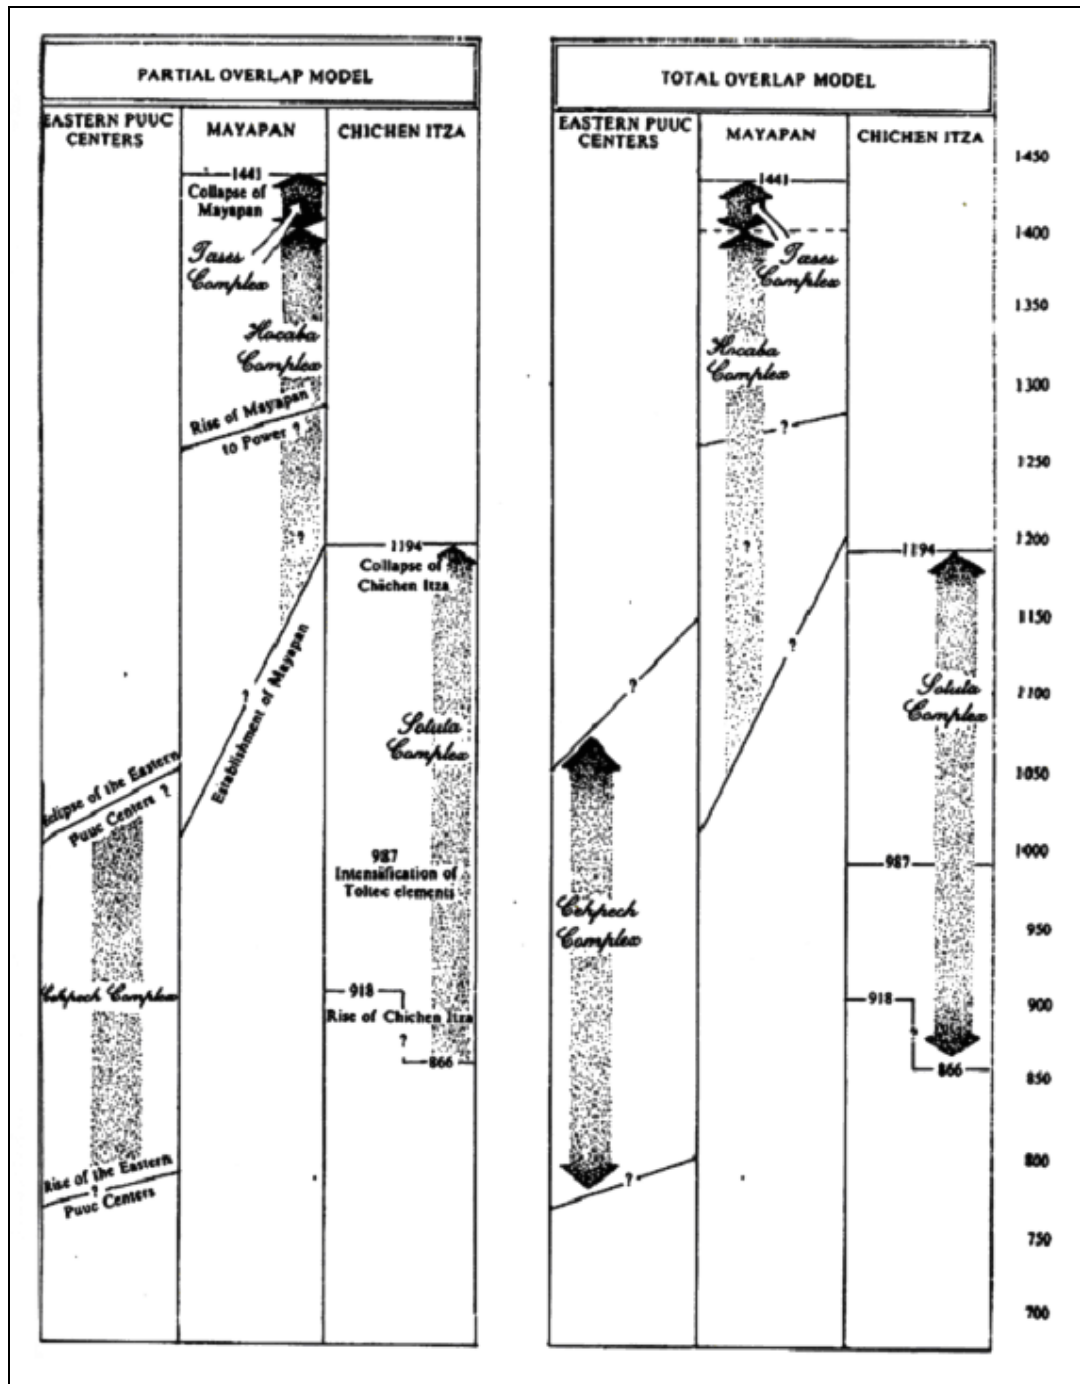 PARTIAL OVERLAP MODEL
EASTERN PUUC
CENTERS
MAYAPAN
CHICHEN ITZA
1441
Collapse of
Mayapan
Tases
Complex
Hocaba
Complex
Rise of Mayapan
to Power ?
?
1194
Collapse of
Chichen Itza
?
Establishment of Mayapan
Sotuta
Complex
Eclipse of the Eastern
Puuc Centers ?
987
Intensification of
Toltec elements
Cehpech Complex
918
Rise of Chichen Itza
?
866
Rise of the Eastern
?
Puuc Centers
TOTAL OVERLAP MODEL
EASTERN PUUC
CENTERS
MAYAPAN
CHICHEN ITZA
1441
Tases
Complex
Hocaba
Complex
?
?
1194
?
?
Sotuta
Complex
987
Cehpech
Complex
918
?
866
?
1450
1400
1350
1300
1250
1200
1150
1100
1050
1000
950
900
850
800
750
700